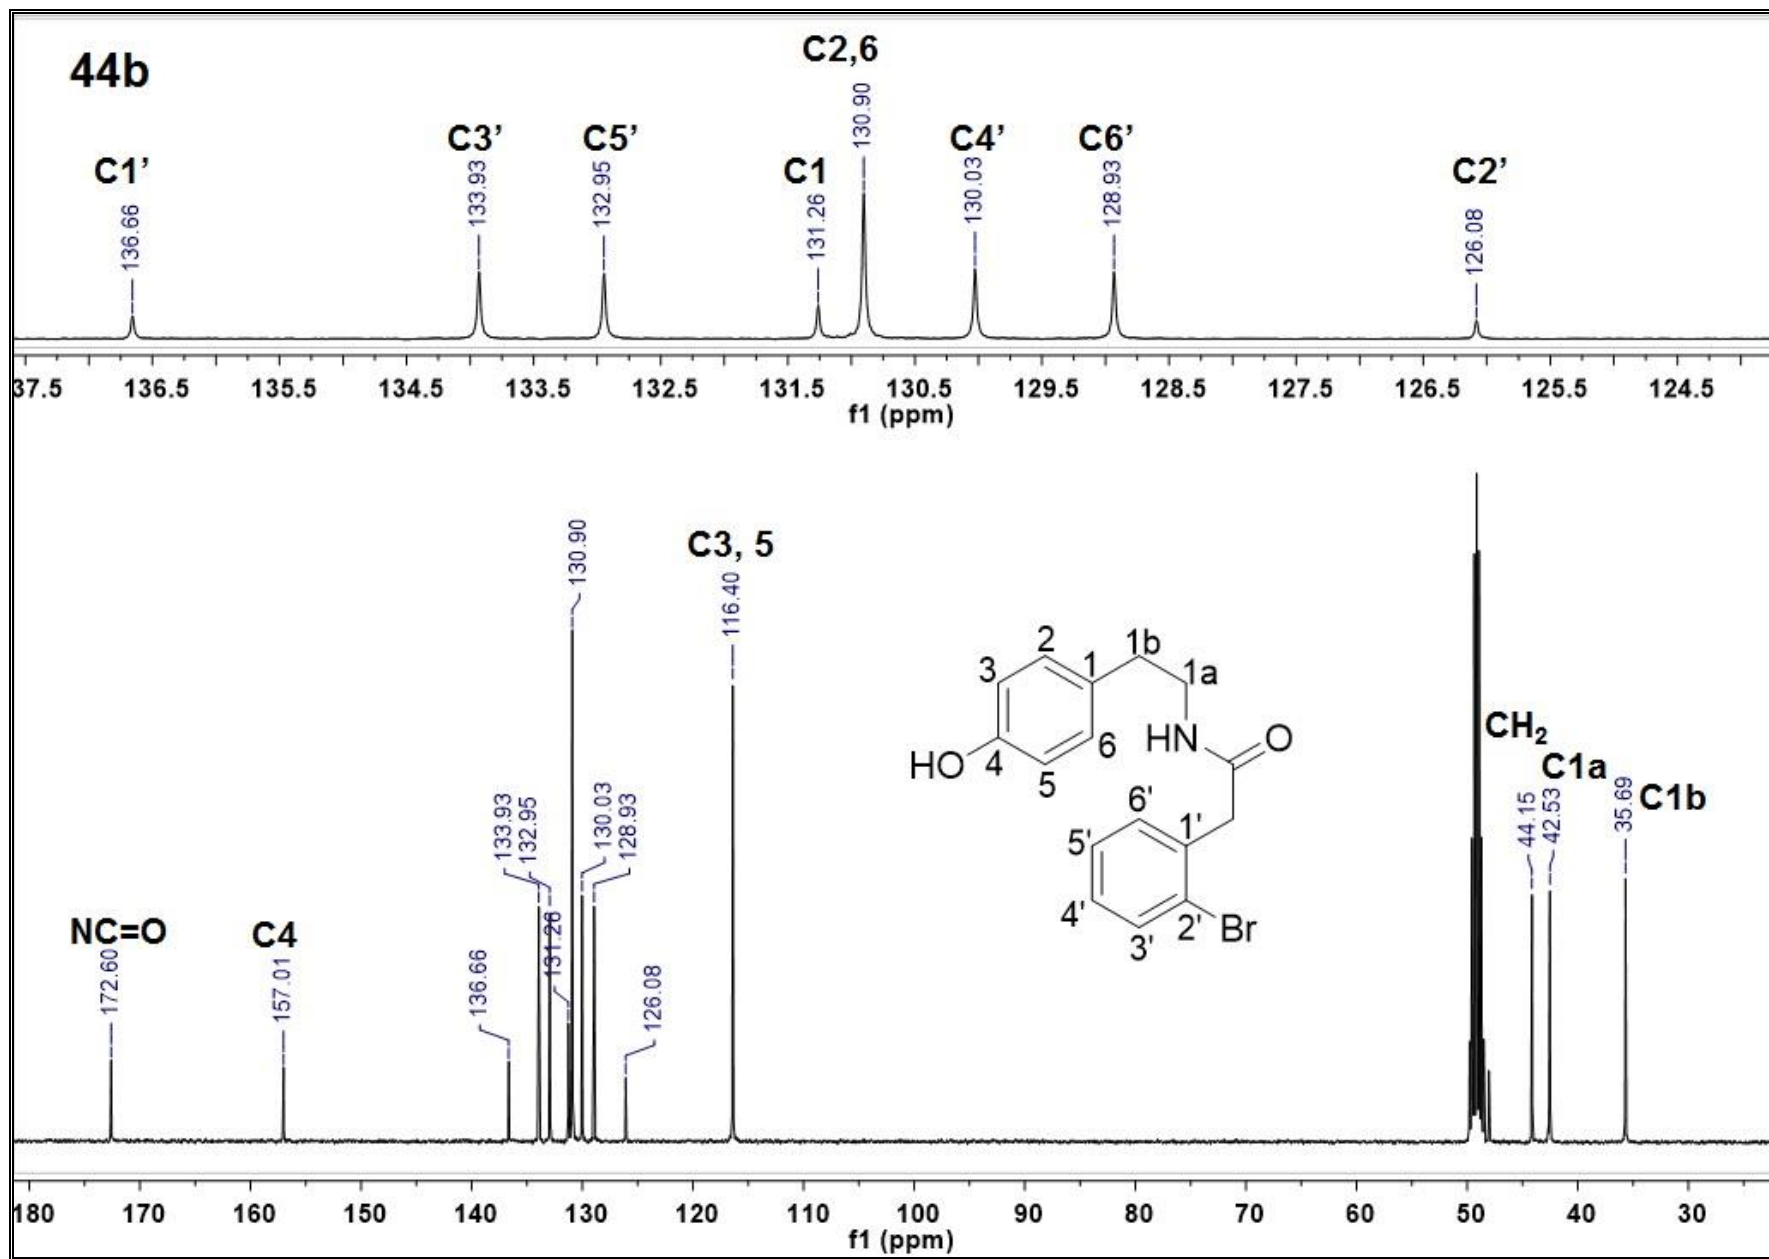 44b
C1' C3' C5' C1 C2,6 C4' C6' C2'
136.66 133.93 132.95 131.26 130.90 130.03 128.93 126.08
37.5 136.5 135.5 134.5 133.5 132.5 131.5 130.5 129.5 128.5 127.5 126.5 125.5 124.5
f1 (ppm)
NC=O C4 C3, 5 CH₂ C1a C1b
172.60 157.01 136.66 133.93 132.95 131.26 130.90 130.03 128.93 126.08 116.40 44.15 42.53 35.69
2 1b
3 1 1a
HN O
6
HO 4 5
6' 1'
5'
4' 2' Br
3'
180 170 160 150 140 130 120 110 100 90 80 70 60 50 40 30
f1 (ppm)